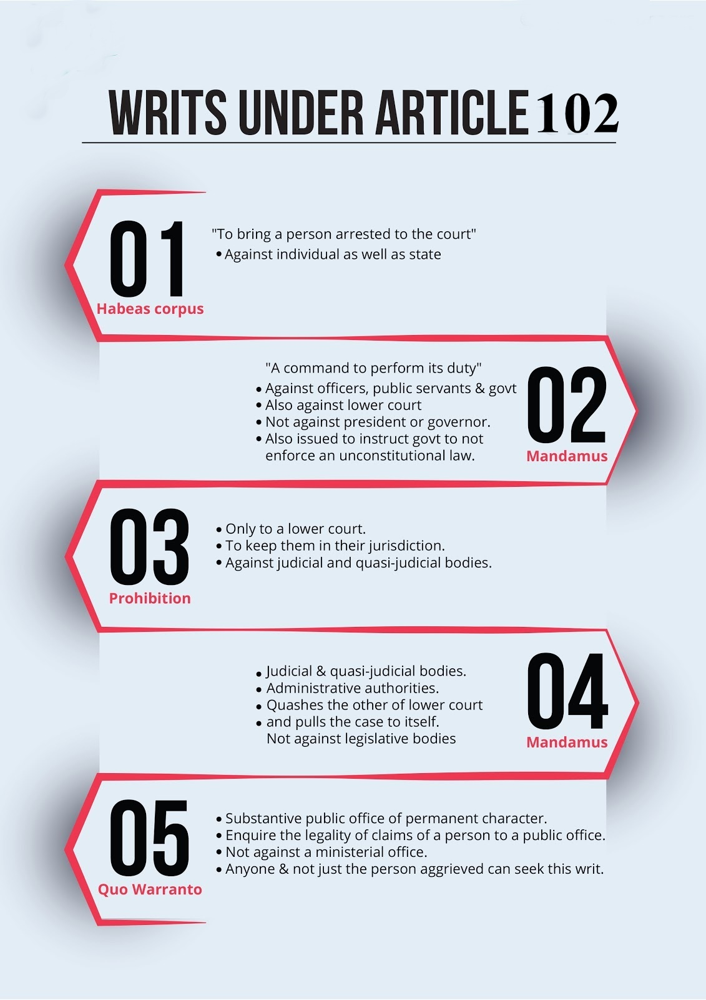 WRITS UNDER ARTICLE 102
01
Habeas corpus
"To bring a person arrested to the court"
• Against individual as well as state
02
Mandamus
"A command to perform its duty"
• Against officers, public servants & govt
• Also against lower court
• Not against president or governor.
• Also issued to instruct govt to not
enforce an unconstitutional law.
03
Prohibition
• Only to a lower court.
• To keep them in their jurisdiction.
• Against judicial and quasi-judicial bodies.
04
Mandamus
• Judicial & quasi-judicial bodies.
• Administrative authorities.
• Quashes the other of lower court
• and pulls the case to itself.
Not against legislative bodies
05
Quo Warranto
• Substantive public office of permanent character.
• Enquire the legality of claims of a person to a public office.
• Not against a ministerial office.
• Anyone & not just the person aggrieved can seek this writ.